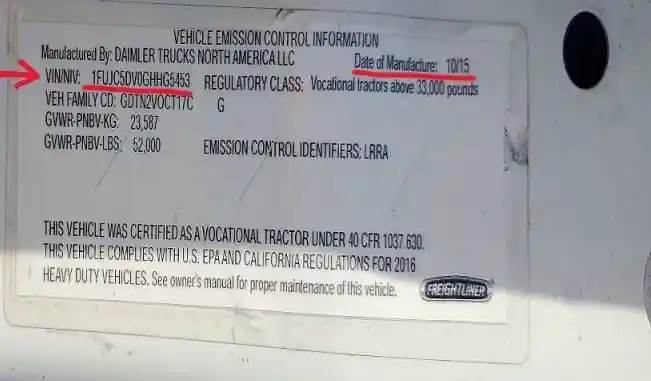 VEHICLE EMISSION CONTROL INFORMATION
Manufactured By: DAIMLER TRUCKS NORTH AMERICA LLC Date of Manufacture: 10/15
VIN/NIV: 1FUJC5DV0GHHG5453 REGULATORY CLASS: Vocational tractors above 33,000 pounds
VEH FAMILY CD: GDTN2VOCT17C G
GVWR-PNBV-KG: 23,587
GVWR-PNBV-LBS: 52,000 EMISSION CONTROL IDENTIFIERS: LRRA
THIS VEHICLE WAS CERTIFIED AS A VOCATIONAL TRACTOR UNDER 40 CFR 1037.630.
THIS VEHICLE COMPLIES WITH U.S. EPA AND CALIFORNIA REGULATIONS FOR 2016
HEAVY DUTY VEHICLES. See owner's manual for proper maintenance of this vehicle.
FREIGHTLINER